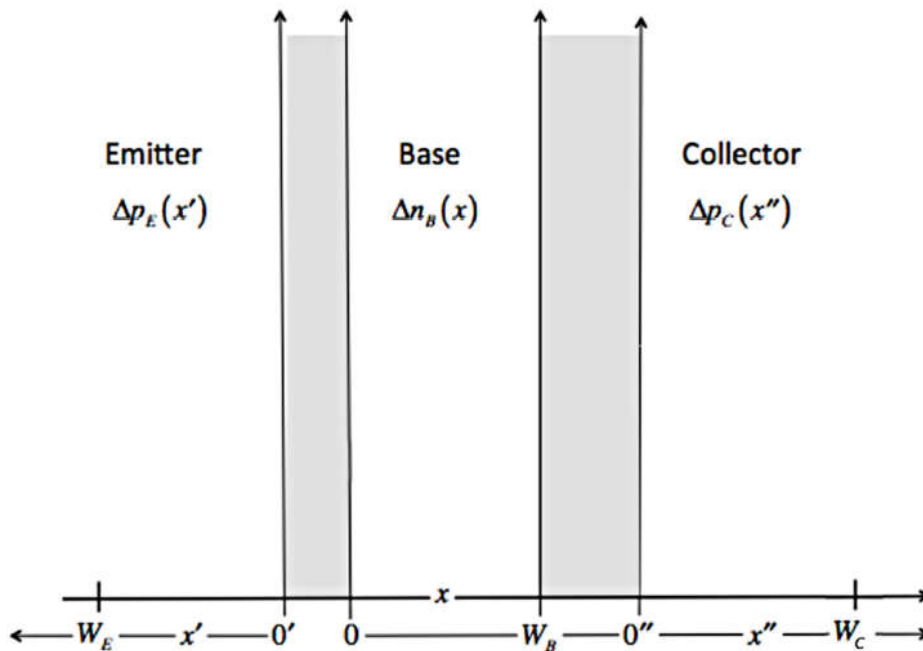 Emitter Base Collector
Δp_E(x′) Δn_B(x) Δp_C(x″)
x
W_E x′ 0′ 0 W_B 0″ x″ W_C